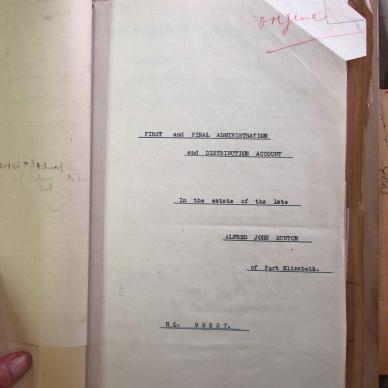 original
FIRST and FINAL ADMINISTRATION
and DISTRIBUTION ACCOUNT
In the estate of the late
ALFRED JOHN BURTON
of Port Elizabeth.
NO. 99827.